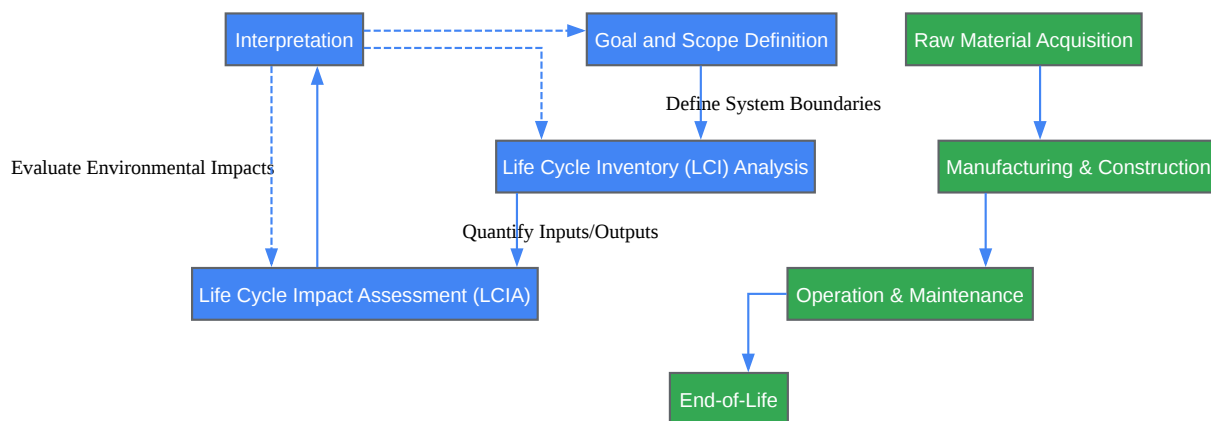 Interpretation
Goal and Scope Definition
Raw Material Acquisition
Define System Boundaries
Evaluate Environmental Impacts
Life Cycle Inventory (LCI) Analysis
Manufacturing & Construction
Quantify Inputs/Outputs
Life Cycle Impact Assessment (LCIA)
Operation & Maintenance
End-of-Life